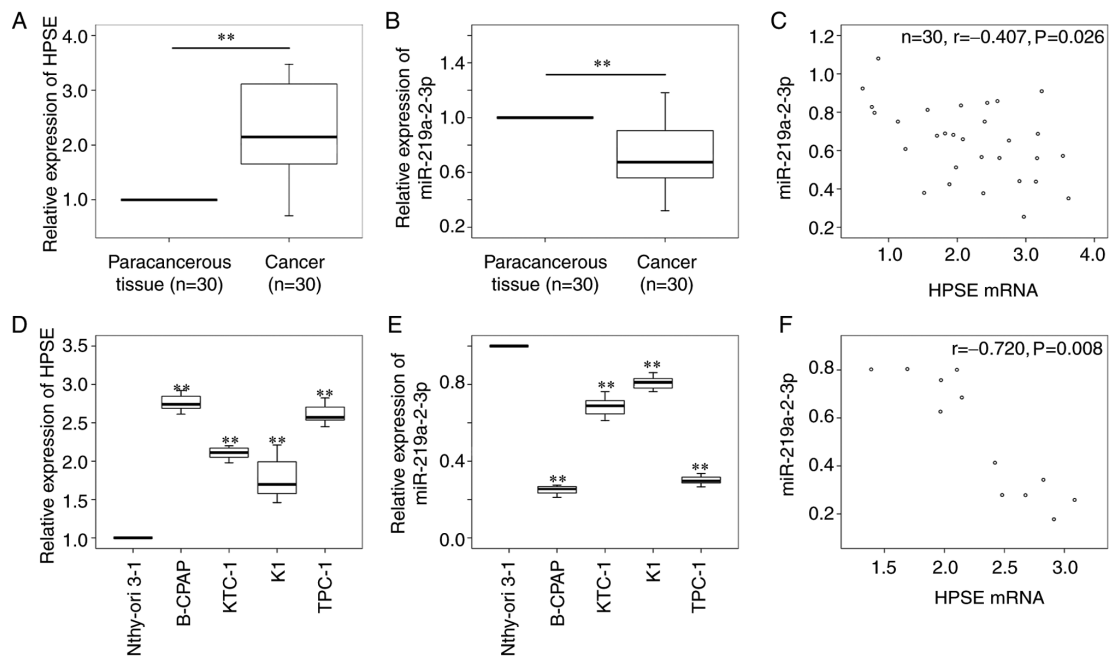 A
Relative expression of HPSE
4.0
3.0
2.0
1.0
**
Paracancerous
tissue (n=30)
Cancer
(n=30)
B
Relative expression of
miR-219a-2-3p
1.4
1.0
0.6
0.2
**
Paracancerous
tissue (n=30)
Cancer
(n=30)
C
n=30, r=−0.407, P=0.026
miR-219a-2-3p
1.2
1.0
0.8
0.6
0.4
0.2
1.0 2.0 3.0 4.0
HPSE mRNA
D
Relative expression of HPSE
3.5
3.0
2.5
2.0
1.5
1.0
** ** ** **
Nthy-ori 3-1
B-CPAP
KTC-1
K1
TPC-1
E
Relative expression of
miR-219a-2-3p
0.8
0.4
0.0
** ** ** **
Nthy-ori 3-1
B-CPAP
KTC-1
K1
TPC-1
F
r=−0.720, P=0.008
miR-219a-2-3p
0.8
0.6
0.4
0.2
1.5 2.0 2.5 3.0
HPSE mRNA